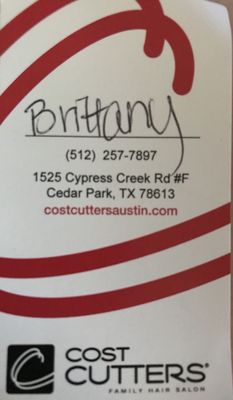 Brittany
(512) 257-7897
1525 Cypress Creek Rd #F
Cedar Park, TX 78613
costcuttersaustin.com
COST
CUTTERS®
FAMILY HAIR SALON